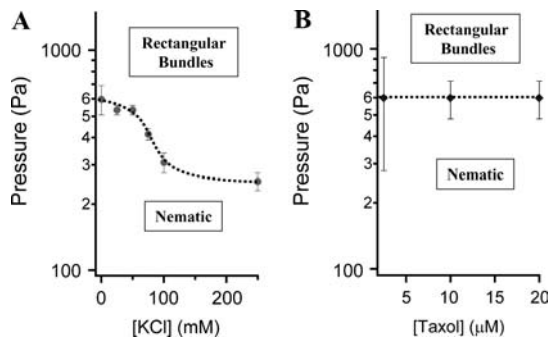 A
1000
6
5
4
3
2
100
Pressure (Pa)
Rectangular
Bundles
Nematic
0
100
200
[KCl] (mM)
B
1000
6
5
4
3
2
100
Pressure (Pa)
Rectangular
Bundles
Nematic
5
10
15
20
[Taxol] (μM)